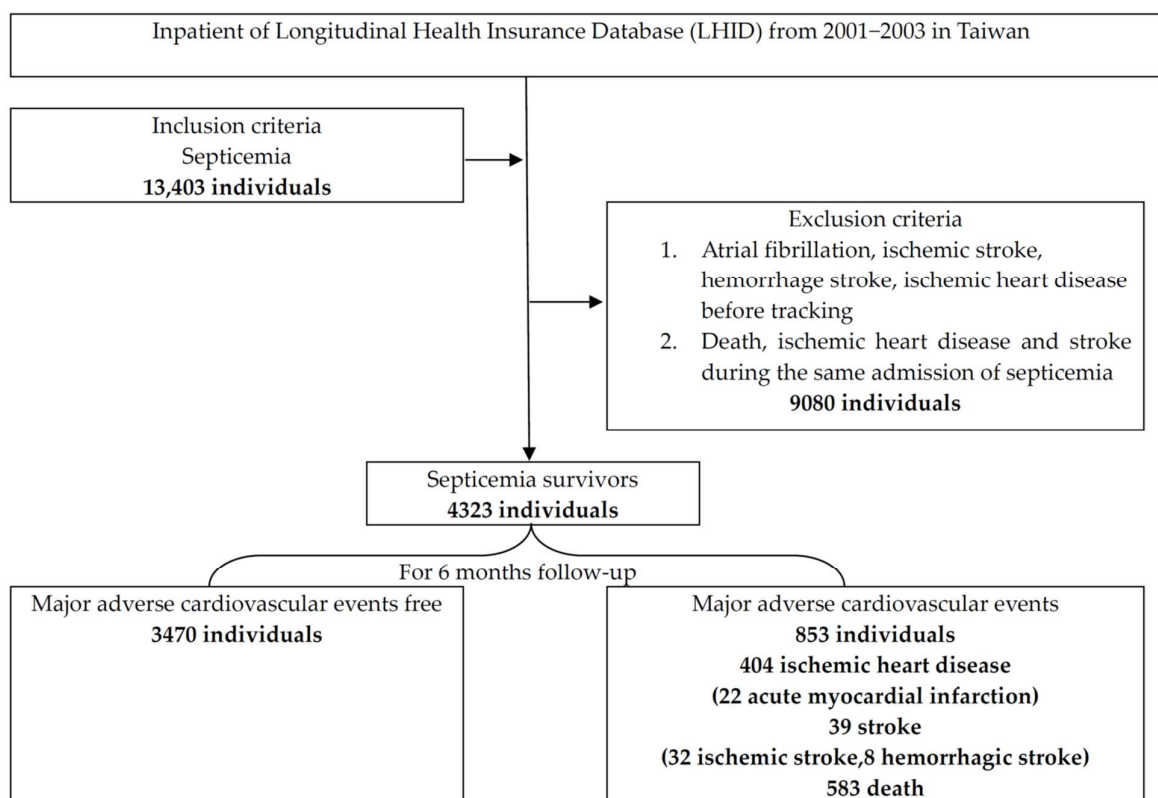 Inpatient of Longitudinal Health Insurance Database (LHID) from 2001−2003 in Taiwan
Inclusion criteria
Septicemia
13,403 individuals
Exclusion criteria
1. Atrial fibrillation, ischemic stroke,
hemorrhage stroke, ischemic heart disease
before tracking
2. Death, ischemic heart disease and stroke
during the same admission of septicemia
9080 individuals
Septicemia survivors
4323 individuals
For 6 months follow-up
Major adverse cardiovascular events free
3470 individuals
Major adverse cardiovascular events
853 individuals
404 ischemic heart disease
(22 acute myocardial infarction)
39 stroke
(32 ischemic stroke,8 hemorrhagic stroke)
583 death